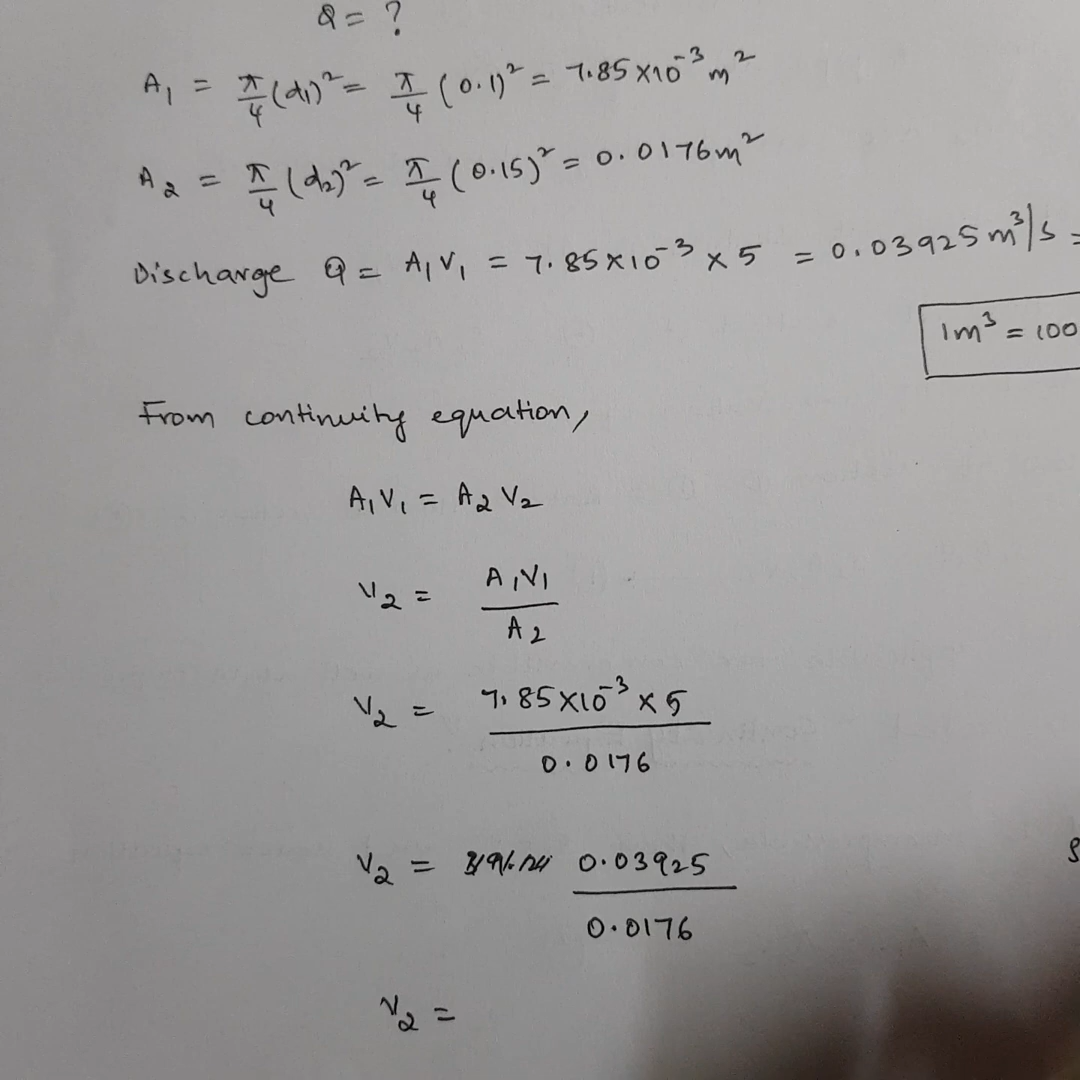 Q = ?
A₁ = π/4 (d₁)² = π/4 (0.1)² = 7.85 × 10⁻³ m²
A₂ = π/4 (d₂)² = π/4 (0.15)² = 0.0176 m²
Discharge Q = A₁V₁ = 7.85 × 10⁻³ × 5 = 0.03925 m³/s =
1m³ = 100
From continuity equation,
A₁V₁ = A₂V₂
V₂ = A₁V₁ / A₂
V₂ = 7.85 × 10⁻³ × 5 / 0.0176
V₂ = 0.03925 / 0.0176
V₂ =